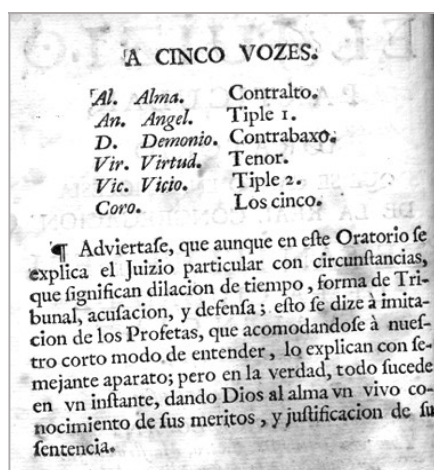 A CINCO VOZES.
Al. Alma. Contralto.
An. Angel. Tiple 1.
D. Demonio. Contrabaxo.
Vir. Virtud. Tenor.
Vic. Vicio. Tiple 2.
Coro. Los cinco.
¶ Adviertaſe, que aunque en eſte Oratorio ſe
explica el Juizio particular con circunſtancias,
que ſignifican dilacion de tiempo, forma de Tri-
bunal, acuſacion, y defenſa; eſto ſe dize à imita-
cion de los Profetas, que acomodandoſe à nueſ-
tro corto modo de entender, lo explican con ſe-
mejante aparato; pero en la verdad, todo ſucede
en vn inſtante, dando Dios al alma vn vivo co-
nocimiento de ſus meritos, y juſtificacion de ſu
ſentencia.